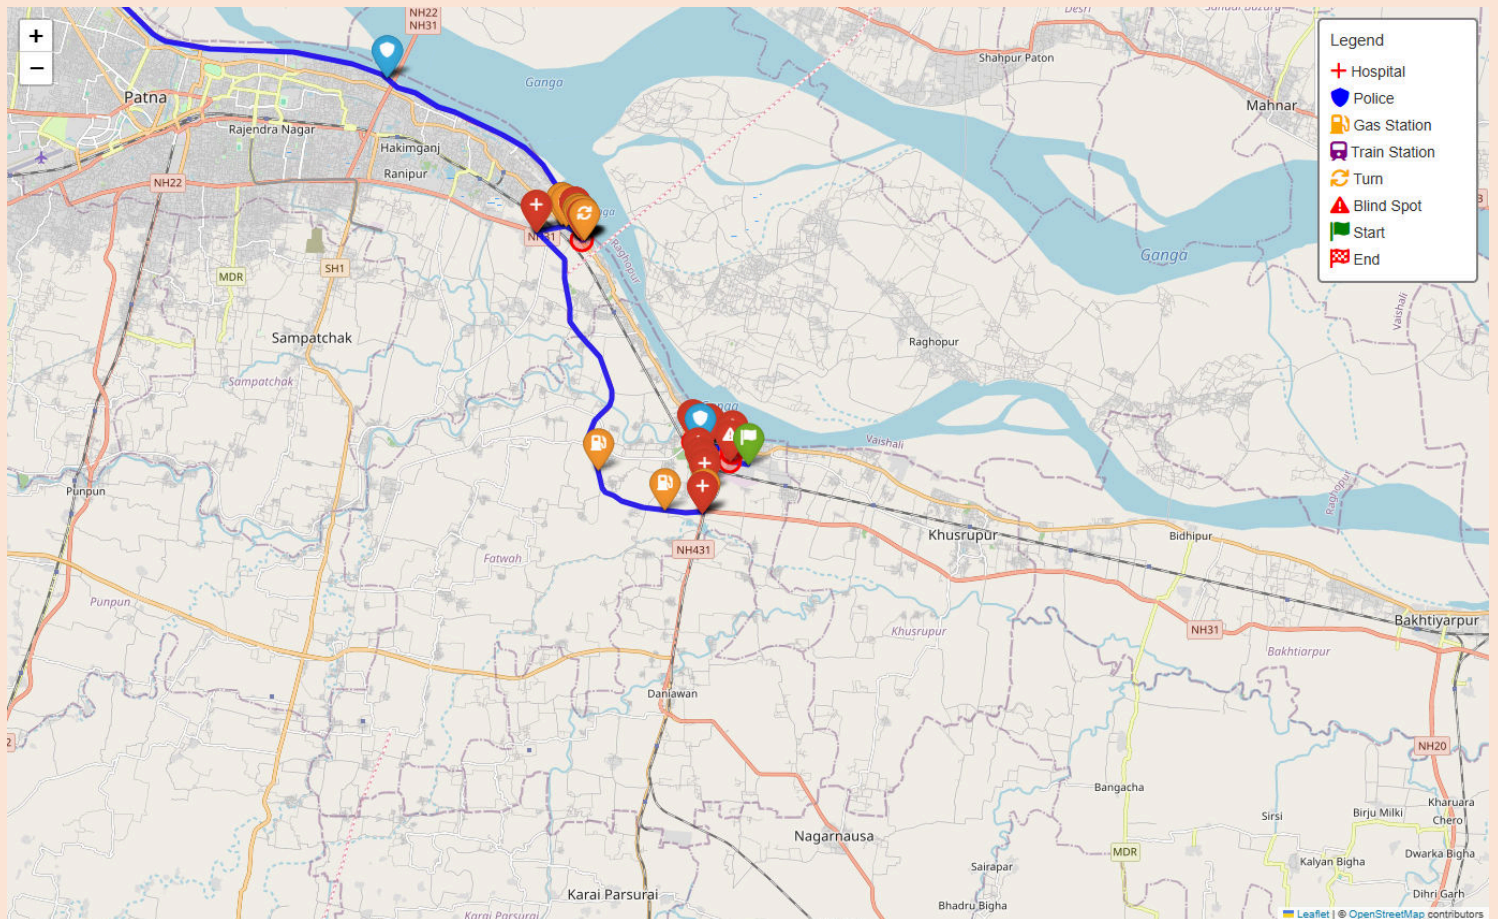 +
−
NH22
NH31
Desri
Sahdai Buzurg
Shahpur Paton
Mahnar
Ganga
Patna
Rajendra Nagar
Hakimganj
Ranipur
NH22
NH31
SH1
MDR
Raghopur
Ganga
Vaishali
Sampatchak
Sampatchak
Raghopur
Ganga
Vaishali
Raghopur
Punpun
Punpun
Fatwah
NH431
Khusrupur
Bidhipur
Khusrupur
NH31
Bakhtiyarpur
Bakhtiarpur
Daniawan
NH20
Bangacha
Nagarnausa
MDR
Sirsi
Birju Milki
Kharuara
Chero
Kalyan Bigha
Dwarka Bigha
Dihri Garh
Sairapar
Bhadru Bigha
Karai Parsurai
Karai Parsurai
Legend
Hospital
Police
Gas Station
Train Station
Turn
Blind Spot
Start
End
Leaflet | © OpenStreetMap contributors